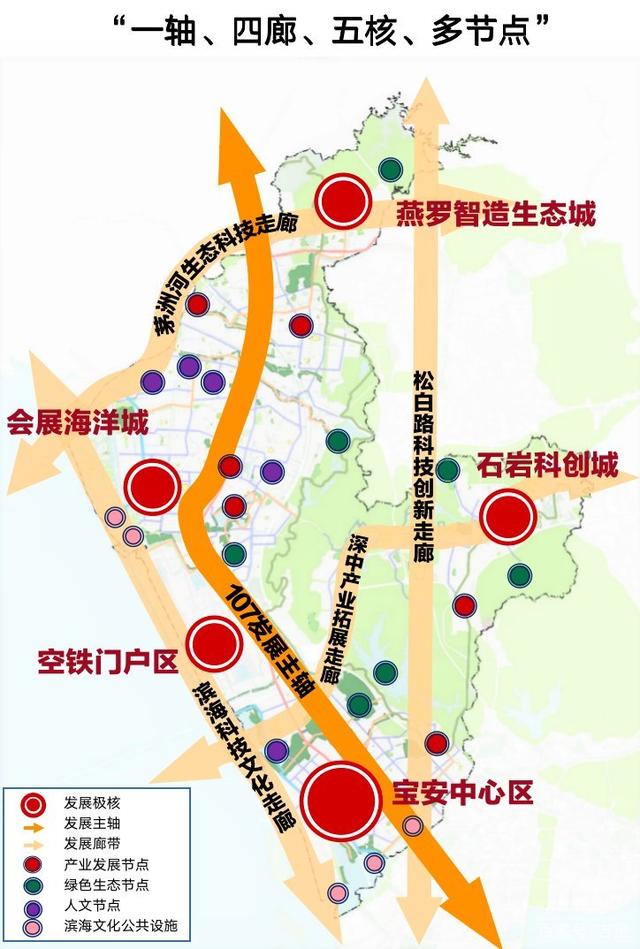 “一轴、四廊、五核、多节点”
燕罗智造生态城
茅洲河生态科技走廊
会展海洋城
松白路科技创新走廊
石岩科创城
深中产业拓展走廊
107发展主轴
空铁门户区
滨海科技文化走廊
宝安中心区
发展极核
发展主轴
发展廊带
产业发展节点
绿色生态节点
人文节点
滨海文化公共设施